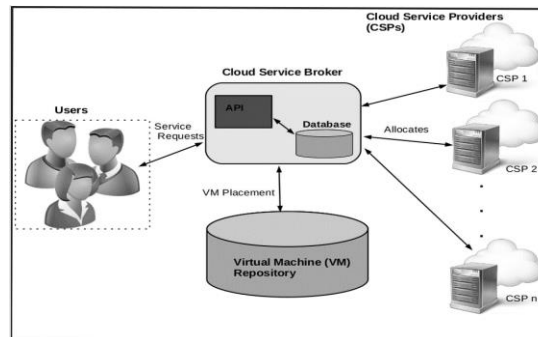 Cloud Service Providers
(CSPs)
Cloud Service Broker
CSP 1
Users
API
Database
Service
Requests
Allocates
CSP 2
VM Placement
Virtual Machine (VM)
Repository
CSP n